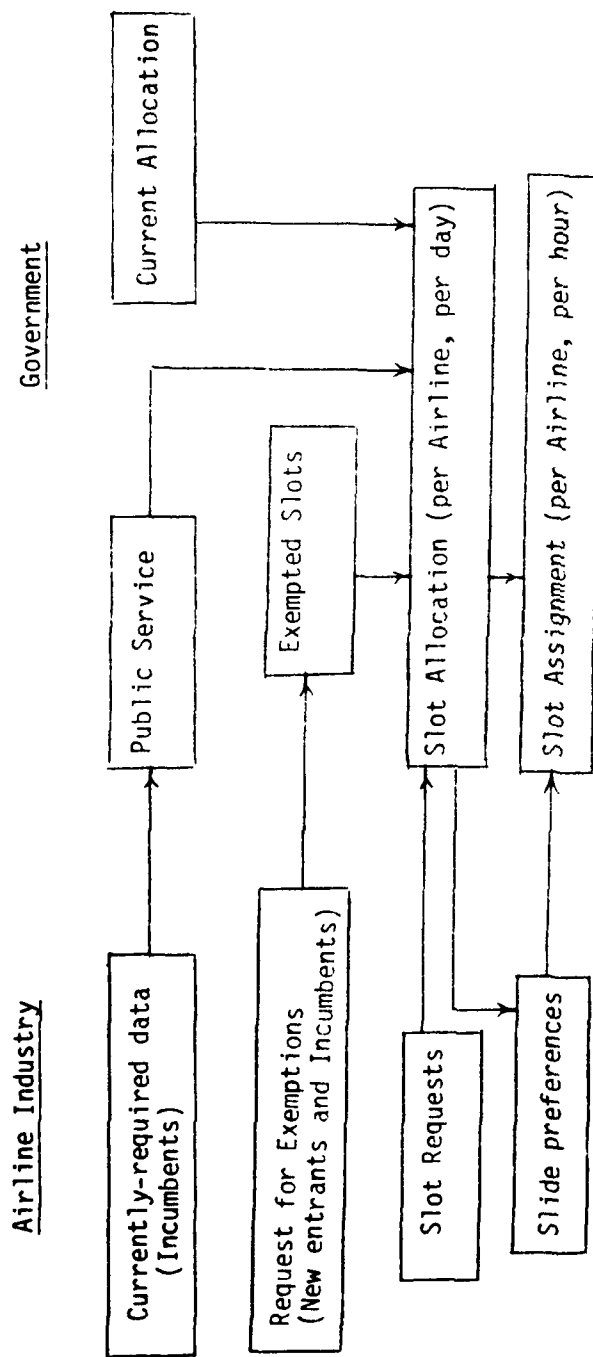 Airline Industry
Government
Currently-required data
(Incumbents)
Public Service
Current Allocation
Request for Exemptions
(New entrants and Incumbents)
Exempted Slots
Slot Requests
Slot Allocation (per Airline, per day)
Slide preferences
Slot Assignment (per Airline, per hour)